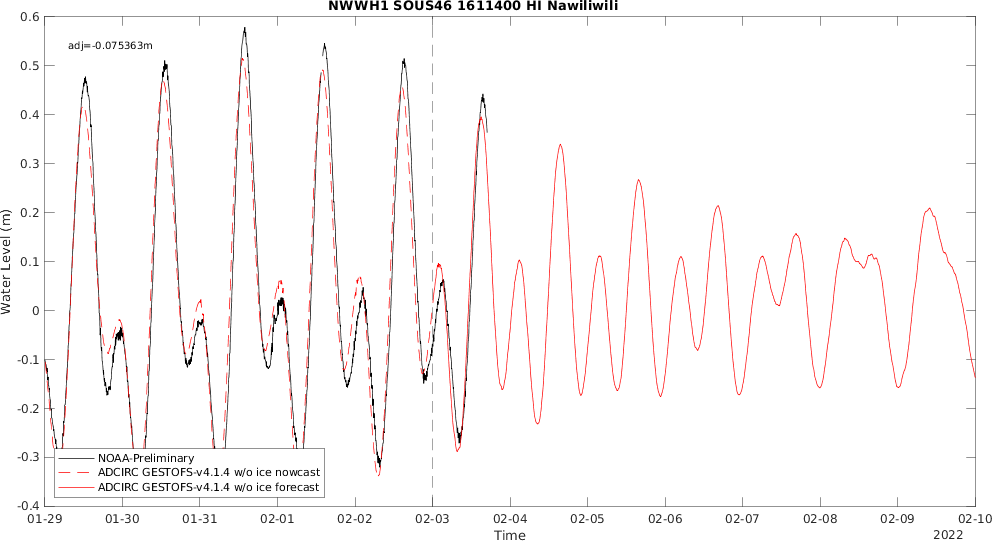 NWWH1 SOUS46 1611400 HI Nawiliwili
adj=-0.075363m
Water Level (m)
0.6
0.5
0.4
0.3
0.2
0.1
0
-0.1
-0.2
-0.3
-0.4
NOAA-Preliminary
ADCIRC GESTOFS-v4.1.4 w/o ice nowcast
ADCIRC GESTOFS-v4.1.4 w/o ice forecast
01-29 01-30 01-31 02-01 02-02 02-03 02-04 02-05 02-06 02-07 02-08 02-09 02-10
Time
2022